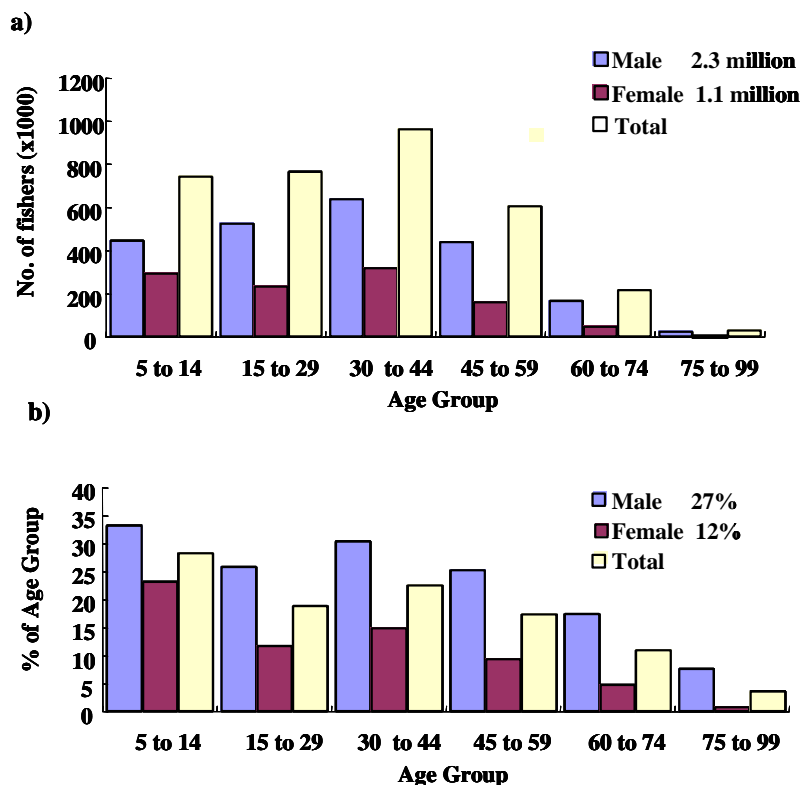 a)
Male 2.3 million
Female 1.1 million
Total
No. of fishers (x1000)
1200
1000
800
600
400
200
0
5 to 14 15 to 29 30 to 44 45 to 59 60 to 74 75 to 99
Age Group
b)
Male 27%
Female 12%
Total
% of Age Group
40
35
30
25
20
15
10
5
0
5 to 14 15 to 29 30 to 44 45 to 59 60 to 74 75 to 99
Age Group